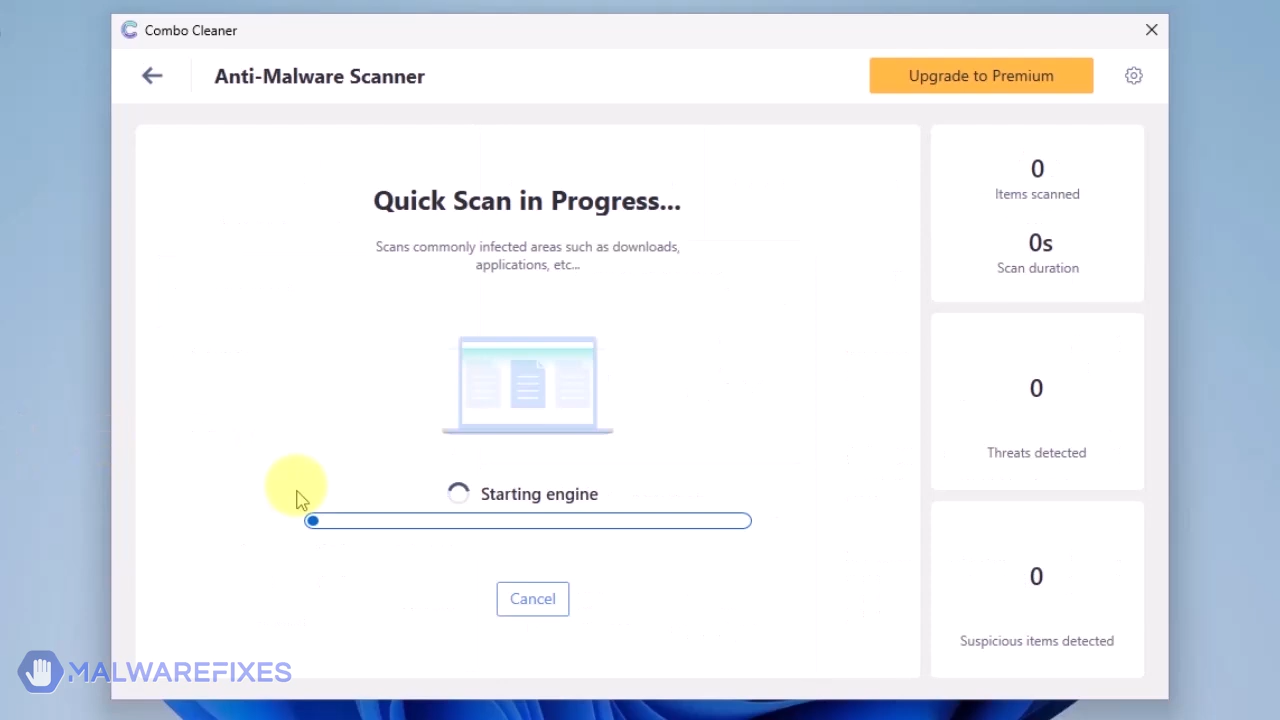 Combo Cleaner
Anti-Malware Scanner
Upgrade to Premium
Quick Scan in Progress...
Scans commonly infected areas such as downloads,
applications, etc...
Starting engine
Cancel
0
Items scanned
0s
Scan duration
0
Threats detected
0
Suspicious items detected
MALWAREFIXES